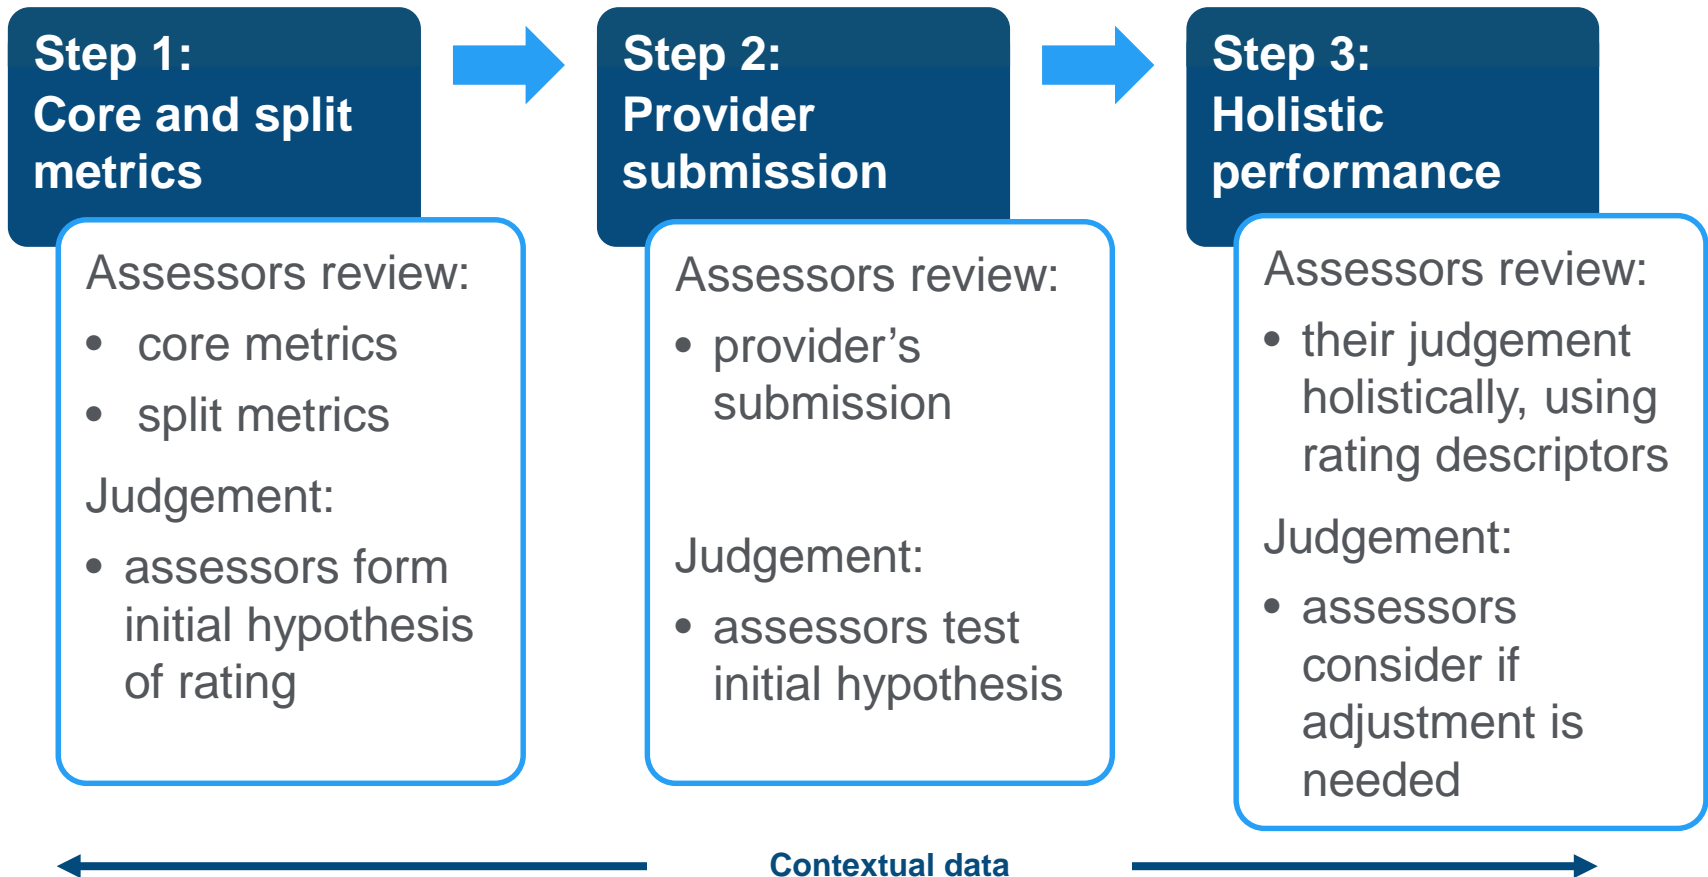 Step 1:
Core and split
metrics
Assessors review:
• core metrics
• split metrics
Judgement:
• assessors form
initial hypothesis
of rating
Step 2:
Provider
submission
Assessors review:
• provider’s
submission
Judgement:
• assessors test
initial hypothesis
Step 3:
Holistic
performance
Assessors review:
• their judgement
holistically, using
rating descriptors
Judgement:
• assessors
consider if
adjustment is
needed
Contextual data